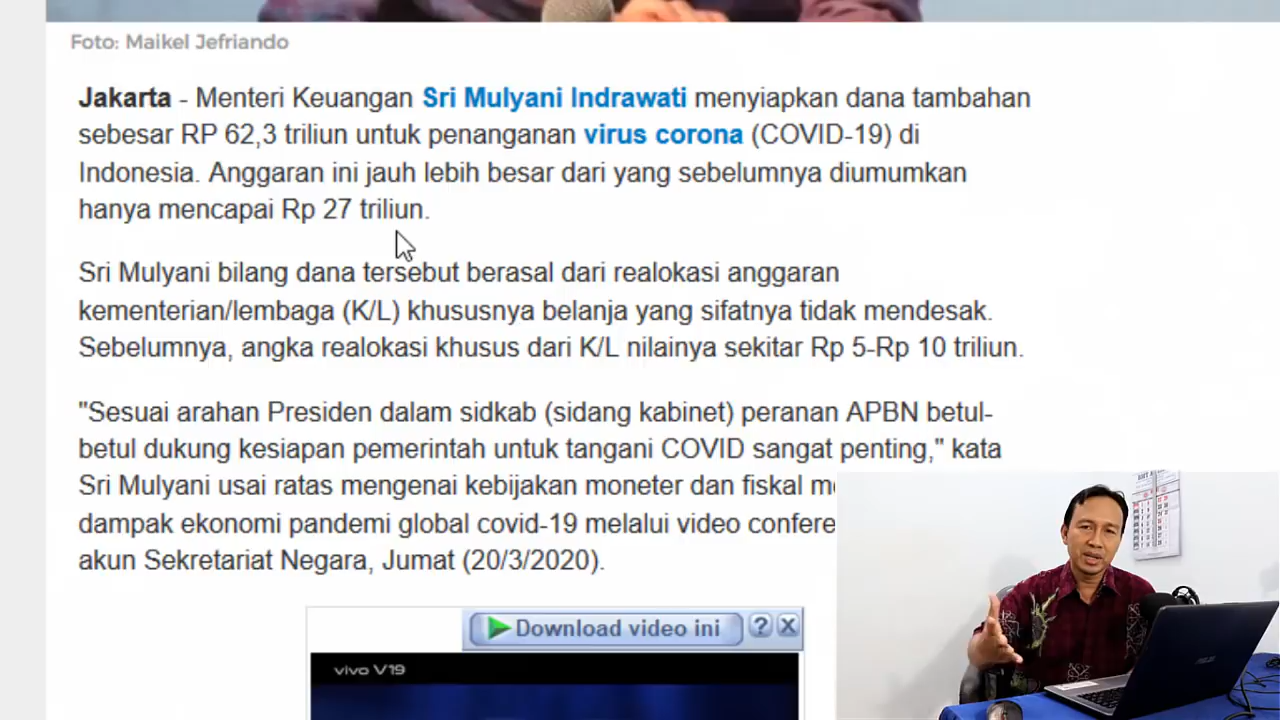 Foto: Maikel Jefriando
Jakarta - Menteri Keuangan Sri Mulyani Indrawati menyiapkan dana tambahan
sebesar RP 62,3 triliun untuk penanganan virus corona (COVID-19) di
Indonesia. Anggaran ini jauh lebih besar dari yang sebelumnya diumumkan
hanya mencapai Rp 27 triliun.
Sri Mulyani bilang dana tersebut berasal dari realokasi anggaran
kementerian/lembaga (K/L) khususnya belanja yang sifatnya tidak mendesak.
Sebelumnya, angka realokasi khusus dari K/L nilainya sekitar Rp 5-Rp 10 triliun.
"Sesuai arahan Presiden dalam sidkab (sidang kabinet) peranan APBN betul-
betul dukung kesiapan pemerintah untuk tangani COVID sangat penting," kata
Sri Mulyani usai ratas mengenai kebijakan moneter dan fiskal
dampak ekonomi pandemi global covid-19 melalui video confere
akun Sekretariat Negara, Jumat (20/3/2020).
Download video ini ? X
vivo V19